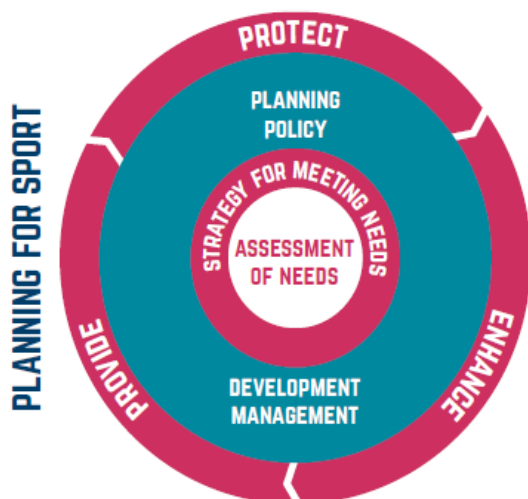 PLANNING FOR SPORT
PROTECT
PLANNING
POLICY
STRATEGY FOR MEETING NEEDS
ASSESSMENT
OF NEEDS
DEVELOPMENT
MANAGEMENT
PROVIDE
ENHANCE